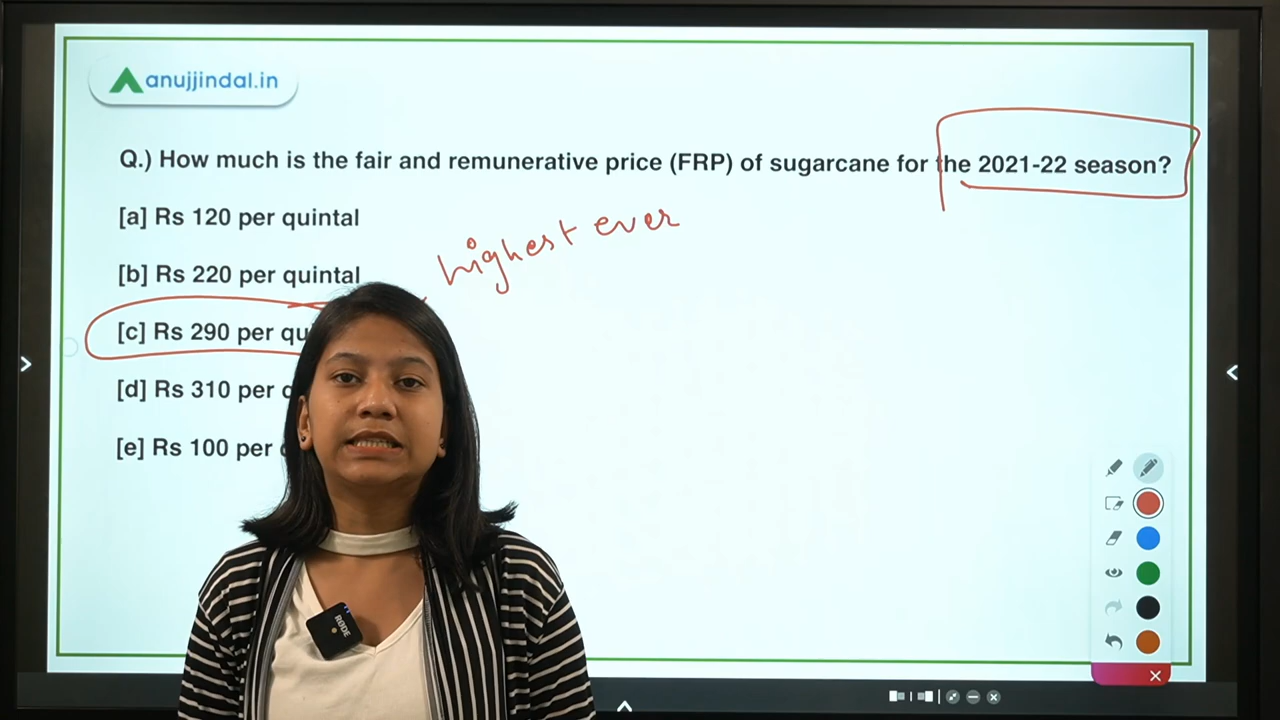 anujjindal.in
Q.) How much is the fair and remunerative price (FRP) of sugarcane for the 2021-22 season?
[a] Rs 120 per quintal
highest ever
[b] Rs 220 per quintal
[c] Rs 290 per
[d] Rs 310 per
[e] Rs 100 per
RODE